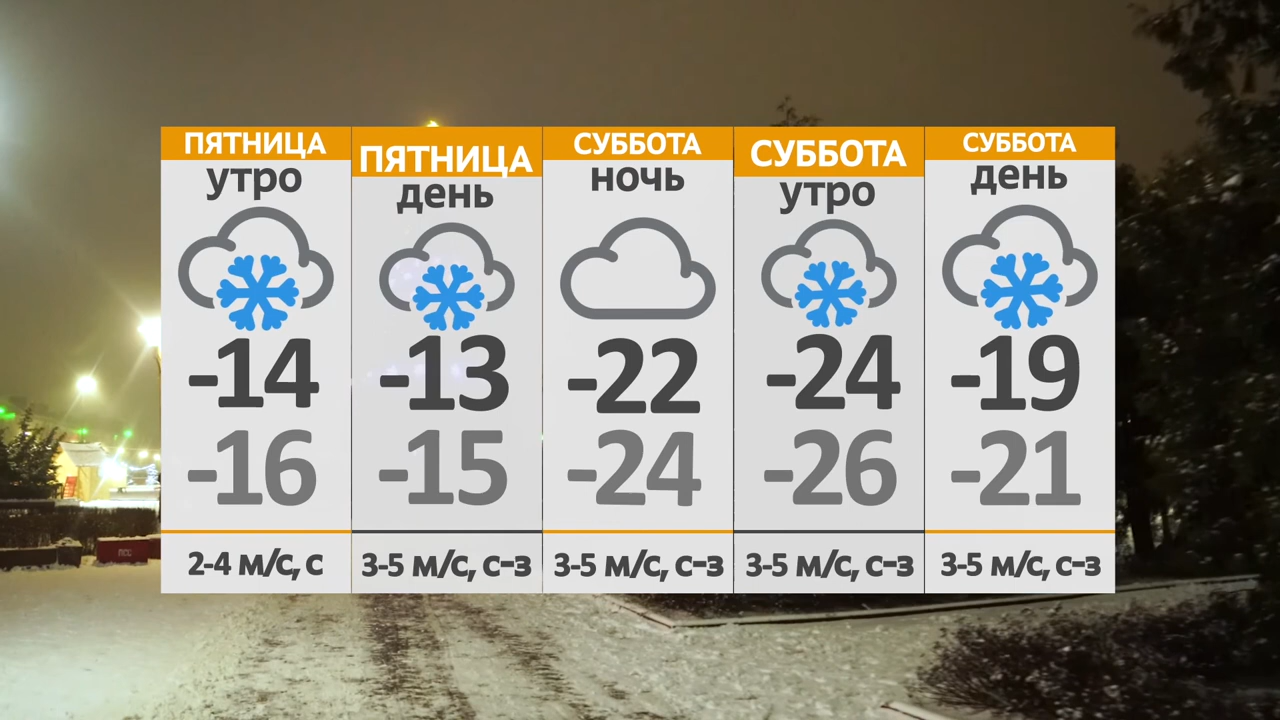 ПЯТНИЦА
утро
-14
-16
2-4 м/с, с
ПЯТНИЦА
день
-13
-15
3-5 м/с, с-з
СУББОТА
ночь
-22
-24
3-5 м/с, с-з
СУББОТА
утро
-24
-26
3-5 м/с, с-з
СУББОТА
день
-19
-21
3-5 м/с, с-з